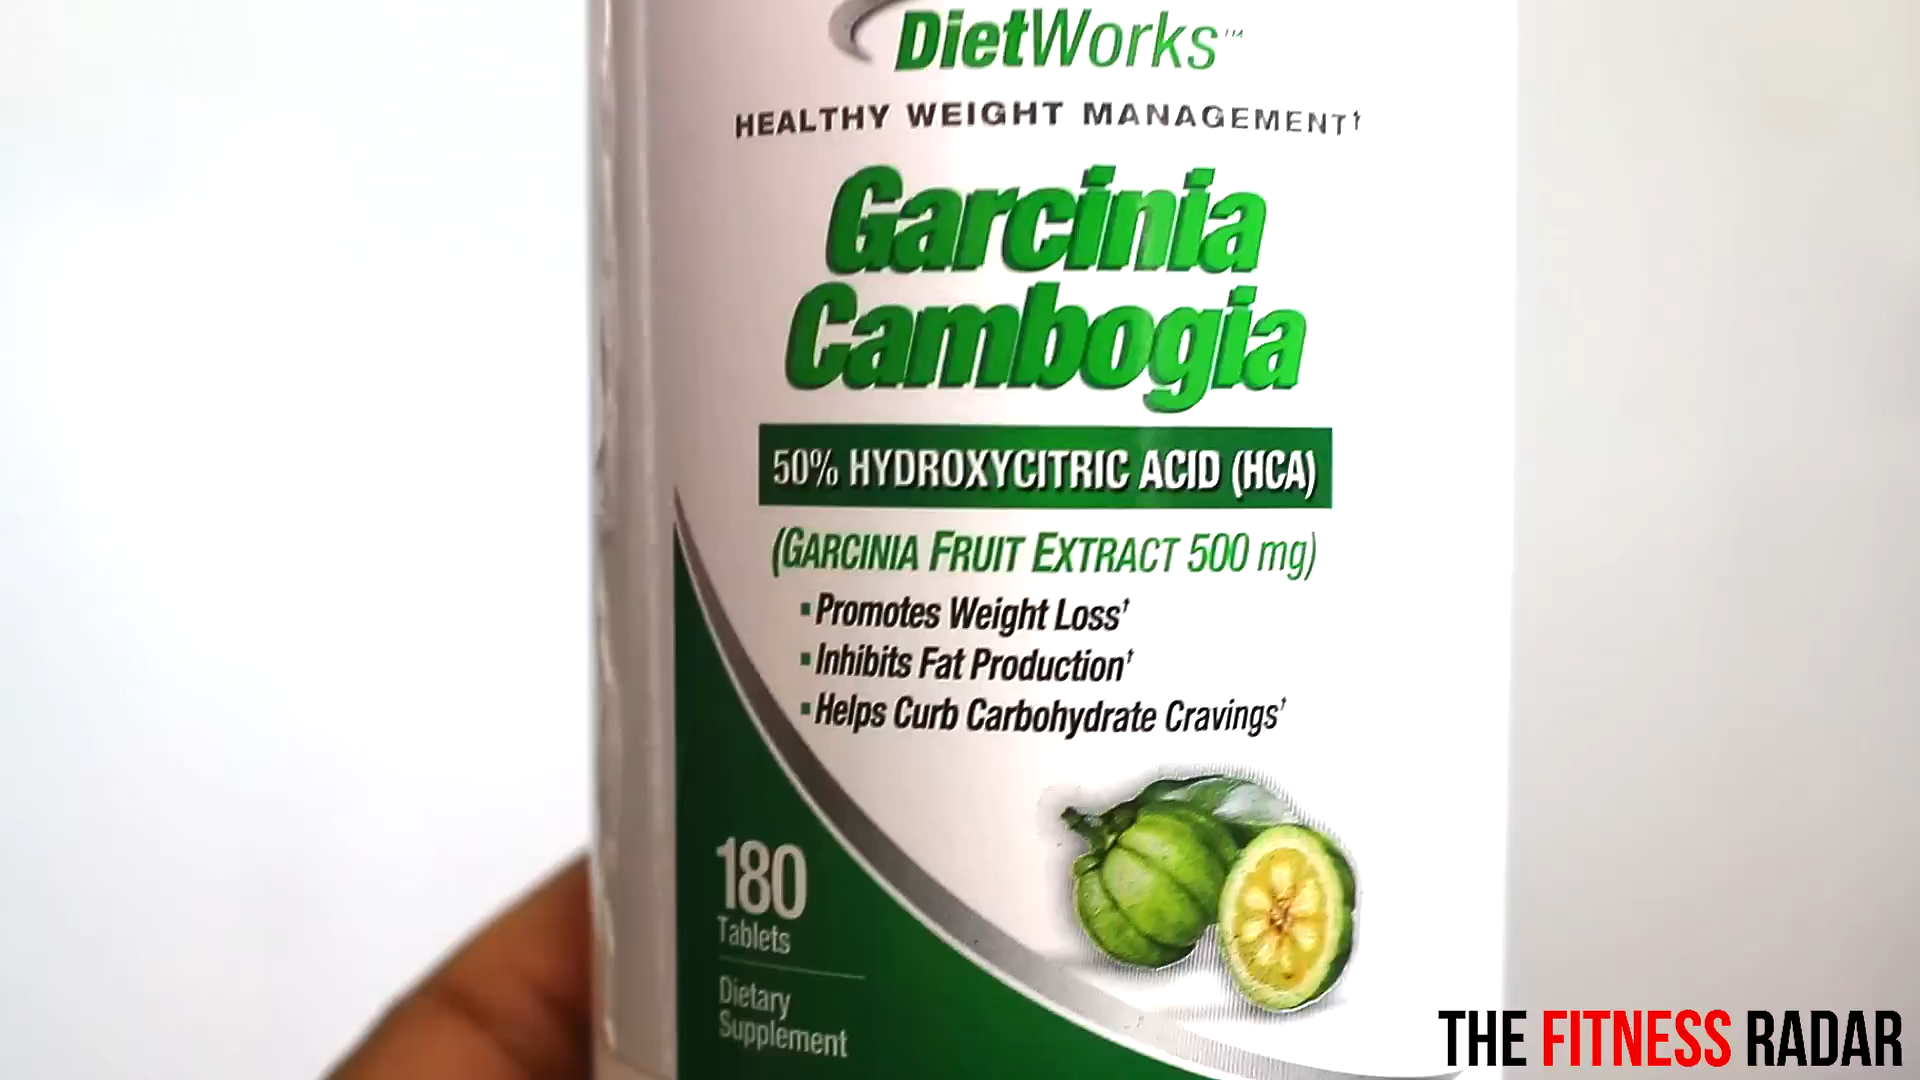 DietWorks™
HEALTHY WEIGHT MANAGEMENT†
Garcinia
Cambogia
50% HYDROXYCITRIC ACID (HCA)
(GARCINIA FRUIT EXTRACT 500 mg)
▪Promotes Weight Loss†
▪Inhibits Fat Production†
▪Helps Curb Carbohydrate Cravings†
180
Tablets
Dietary
Supplement
THE FITNESS RADAR